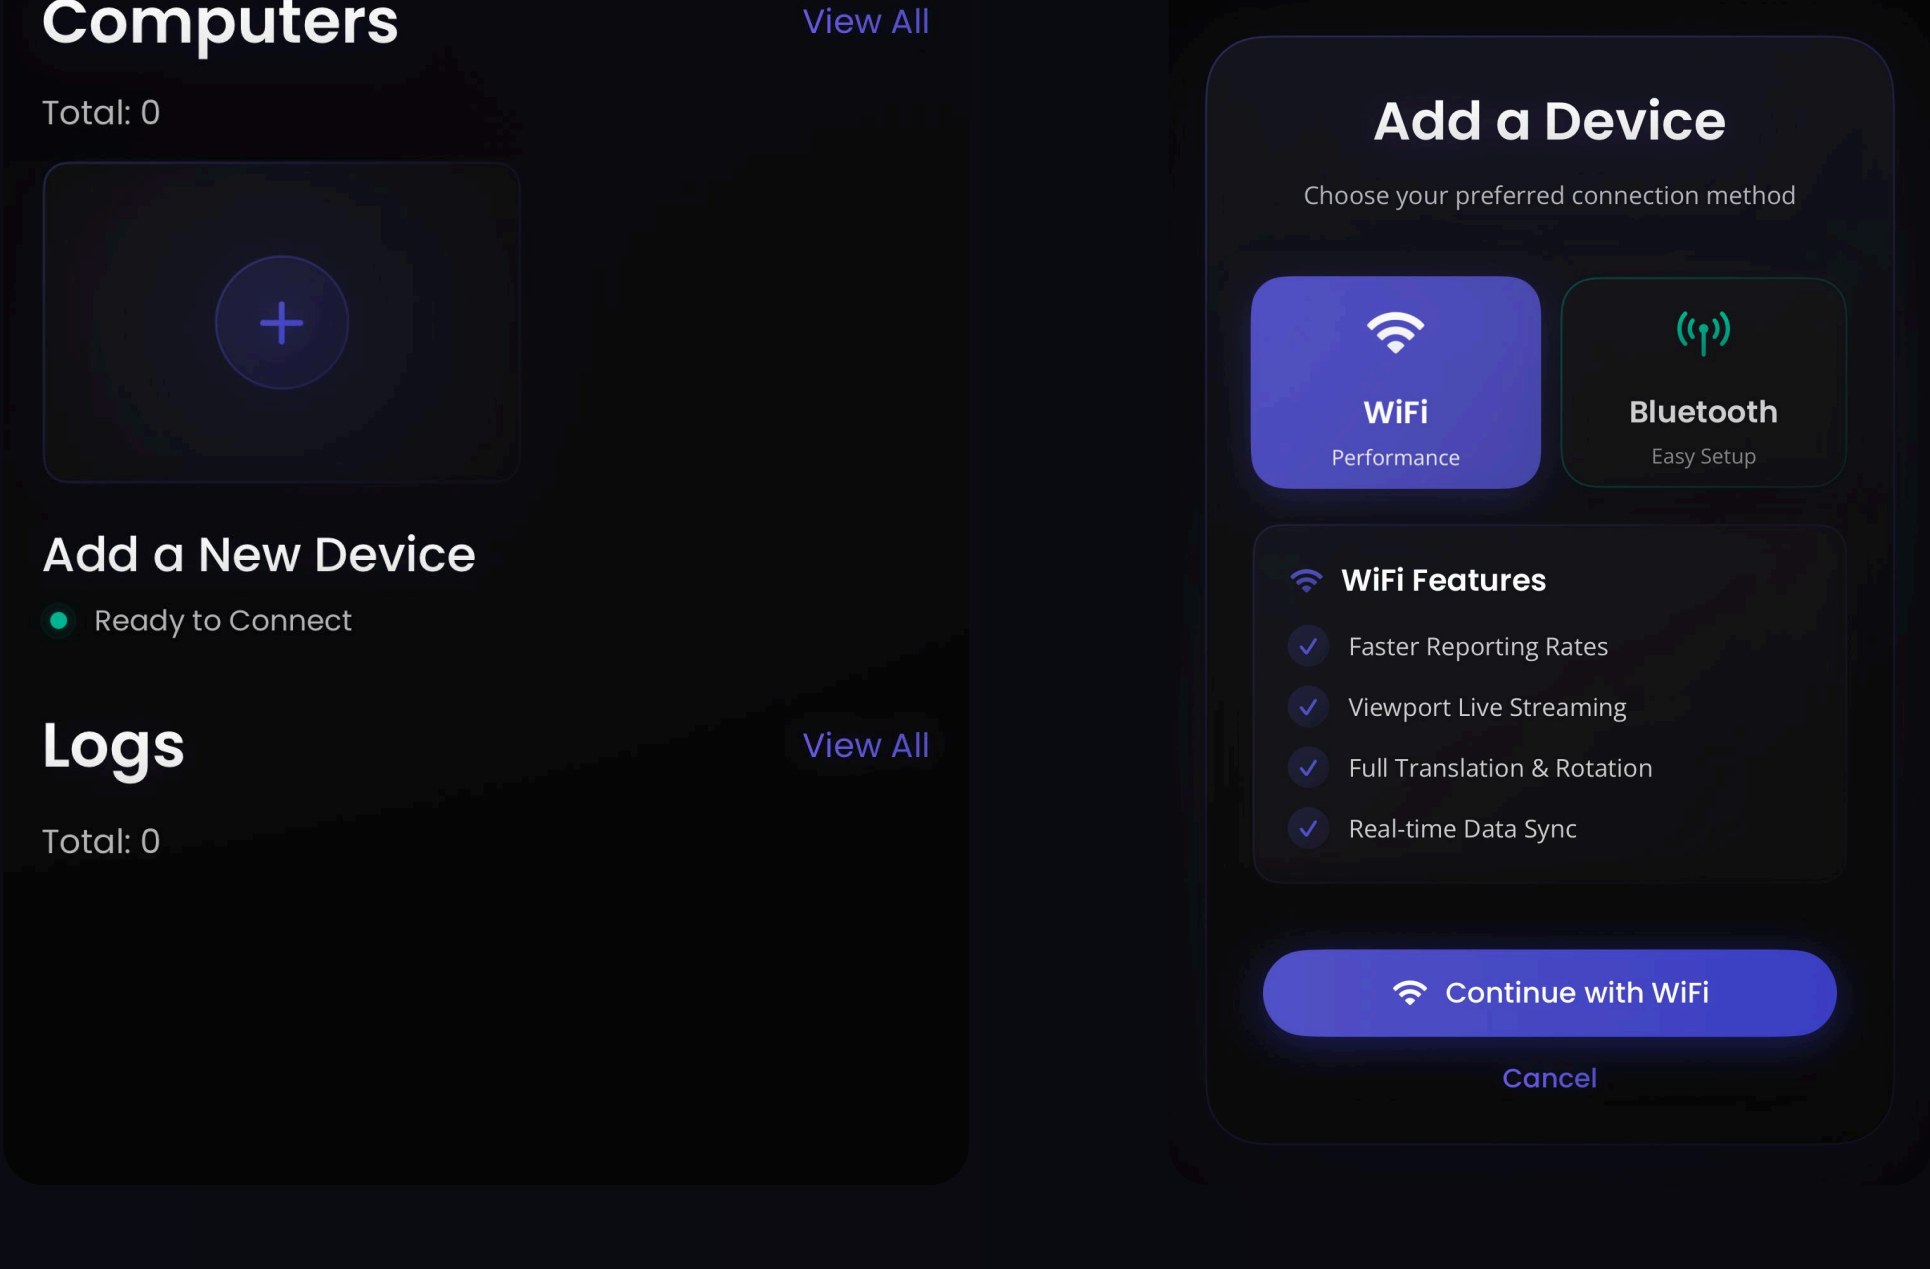 Computers
View All
Total: 0
Add a New Device
Ready to Connect
Logs
View All
Total: 0
Add a Device
Choose your preferred connection method
WiFi
Performance
Bluetooth
Easy Setup
WiFi Features
Faster Reporting Rates
Viewport Live Streaming
Full Translation & Rotation
Real-time Data Sync
Continue with WiFi
Cancel